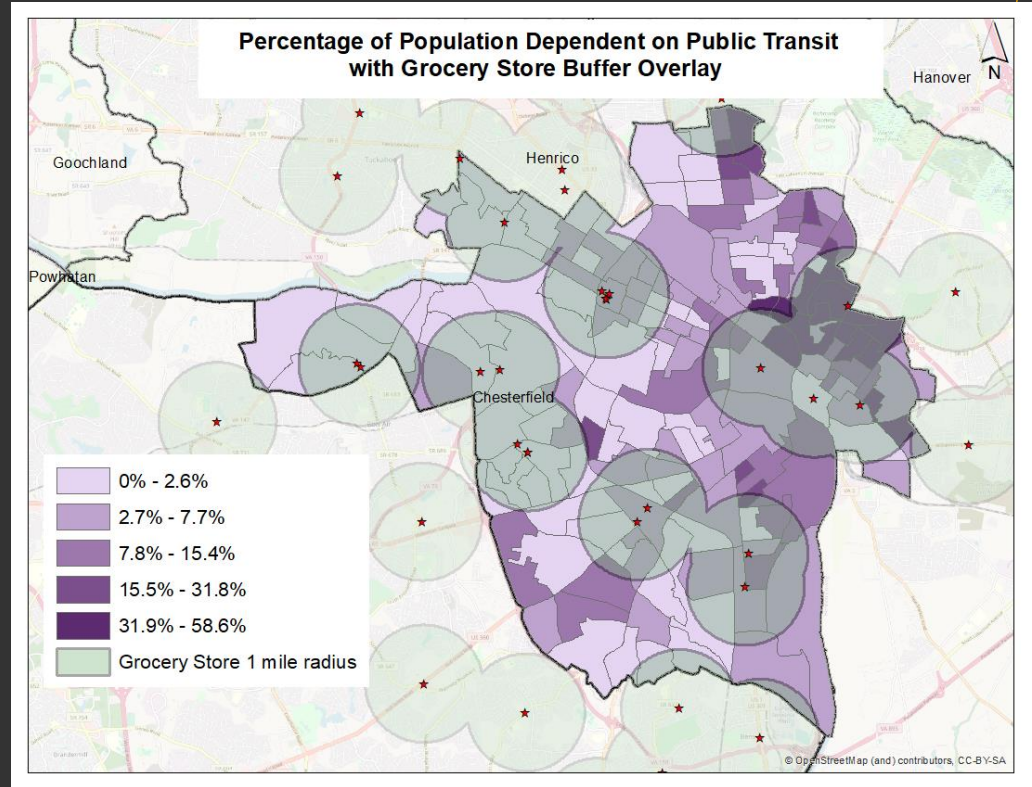 Percentage of Population Dependent on Public Transit
with Grocery Store Buffer Overlay
N
Hanover
Goochland
Henrico
Powhatan
Chesterfield
0% - 2.6%
2.7% - 7.7%
7.8% - 15.4%
15.5% - 31.8%
31.9% - 58.6%
Grocery Store 1 mile radius
© OpenStreetMap (and) contributors, CC-BY-SA